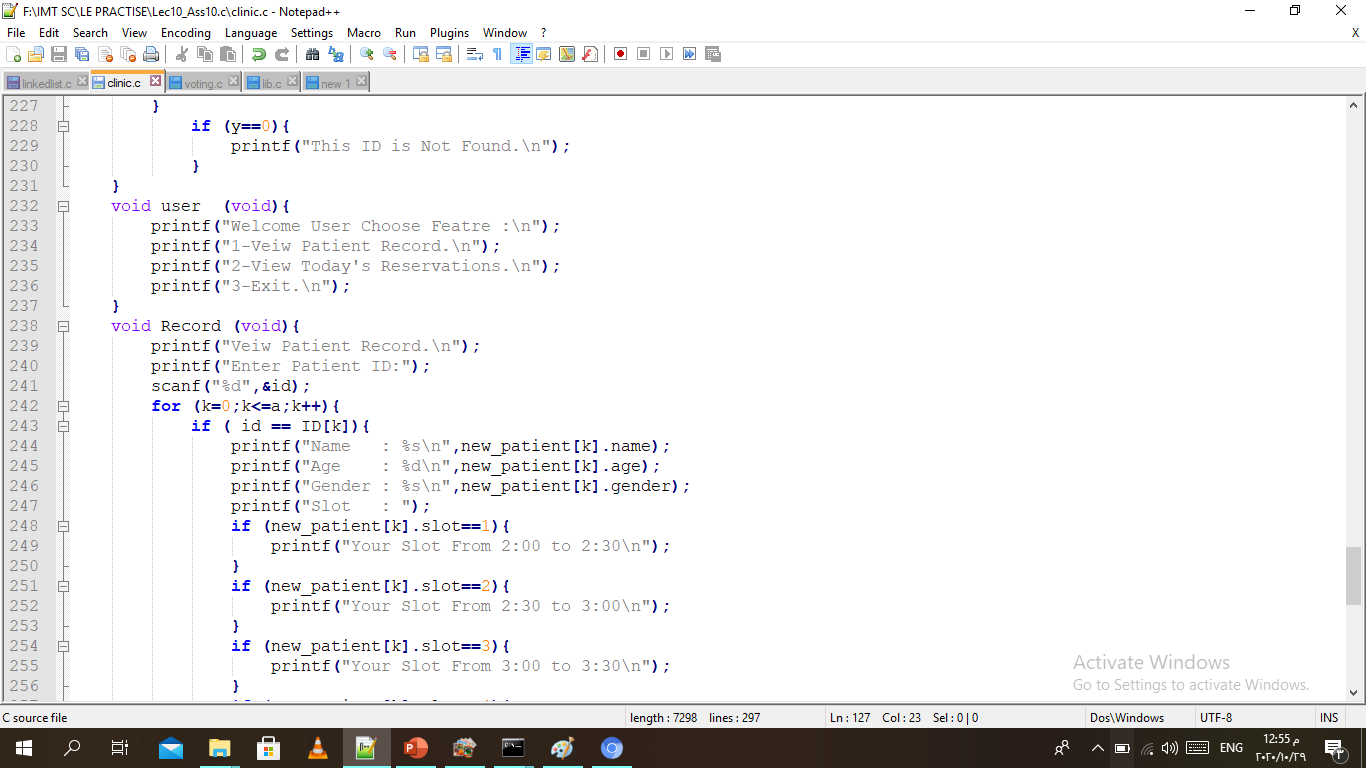 F:\IMT SC\LE PRACTISE\Lec10_Ass10.c\clinic.c - Notepad++
File Edit Search View Encoding Language Settings Macro Run Plugins Window ? X
linkedlist.c clinic.c voting.c lib.c new 1
227 }
228 if (y==0){
229 printf("This ID is Not Found.\n");
230 }
231 }
232 void user  (void){
233 printf("Welcome User Choose Featre :\n");
234 printf("1-Veiw Patient Record.\n");
235 printf("2-View Today's Reservations.\n");
236 printf("3-Exit.\n");
237 }
238 void Record (void){
239 printf("Veiw Patient Record.\n");
240 printf("Enter Patient ID:");
241 scanf("%d",&id);
242 for (k=0;k<=a;k++){
243 if ( id == ID[k]){
244 printf("Name   : %s\n",new_patient[k].name);
245 printf("Age    : %d\n",new_patient[k].age);
246 printf("Gender : %s\n",new_patient[k].gender);
247 printf("Slot   : ");
248 if (new_patient[k].slot==1){
249 printf("Your Slot From 2:00 to 2:30\n");
250 }
251 if (new_patient[k].slot==2){
252 printf("Your Slot From 2:30 to 3:00\n");
253 }
254 if (new_patient[k].slot==3){
255 printf("Your Slot From 3:00 to 3:30\n");
256 }
Activate Windows
Go to Settings to activate Windows.
C source file length : 7298 lines : 297 Ln : 127 Col : 23 Sel : 0 | 0 Dos\Windows UTF-8 INS
ENG 12:55 م
٢٠٢٠/١٠/٢٩